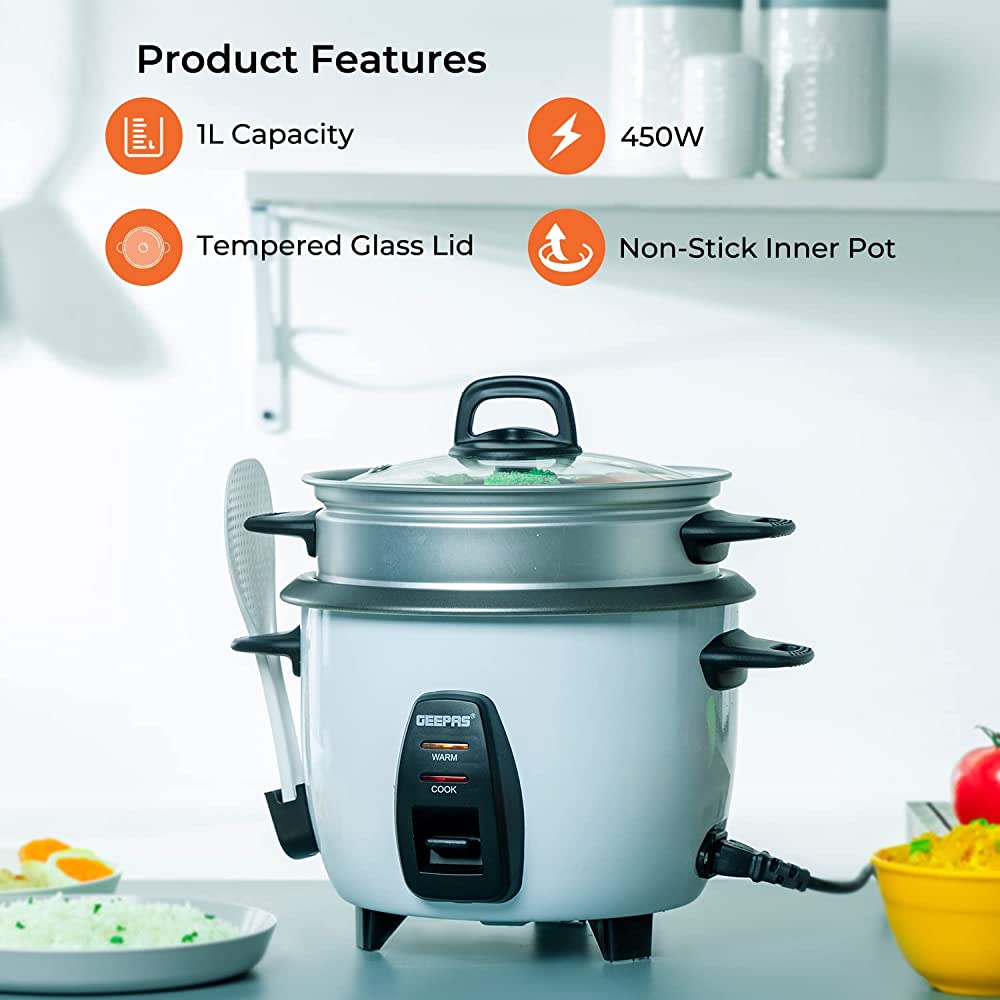 Product Features
1L Capacity
450W
Tempered Glass Lid
Non-Stick Inner Pot
GEEPAS®
WARM
COOK